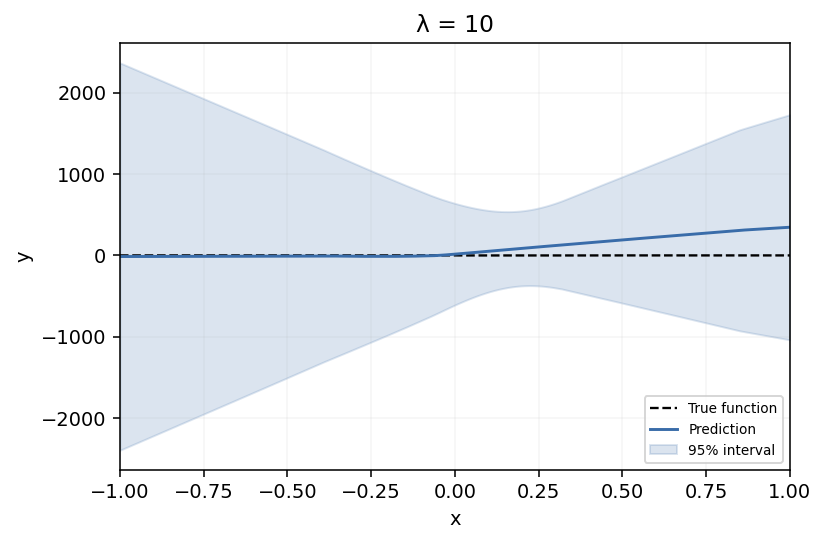 λ = 10
2000
1000
0
−1000
−2000
y
−1.00 −0.75 −0.50 −0.25 0.00 0.25 0.50 0.75 1.00
x
True function
Prediction
95% interval